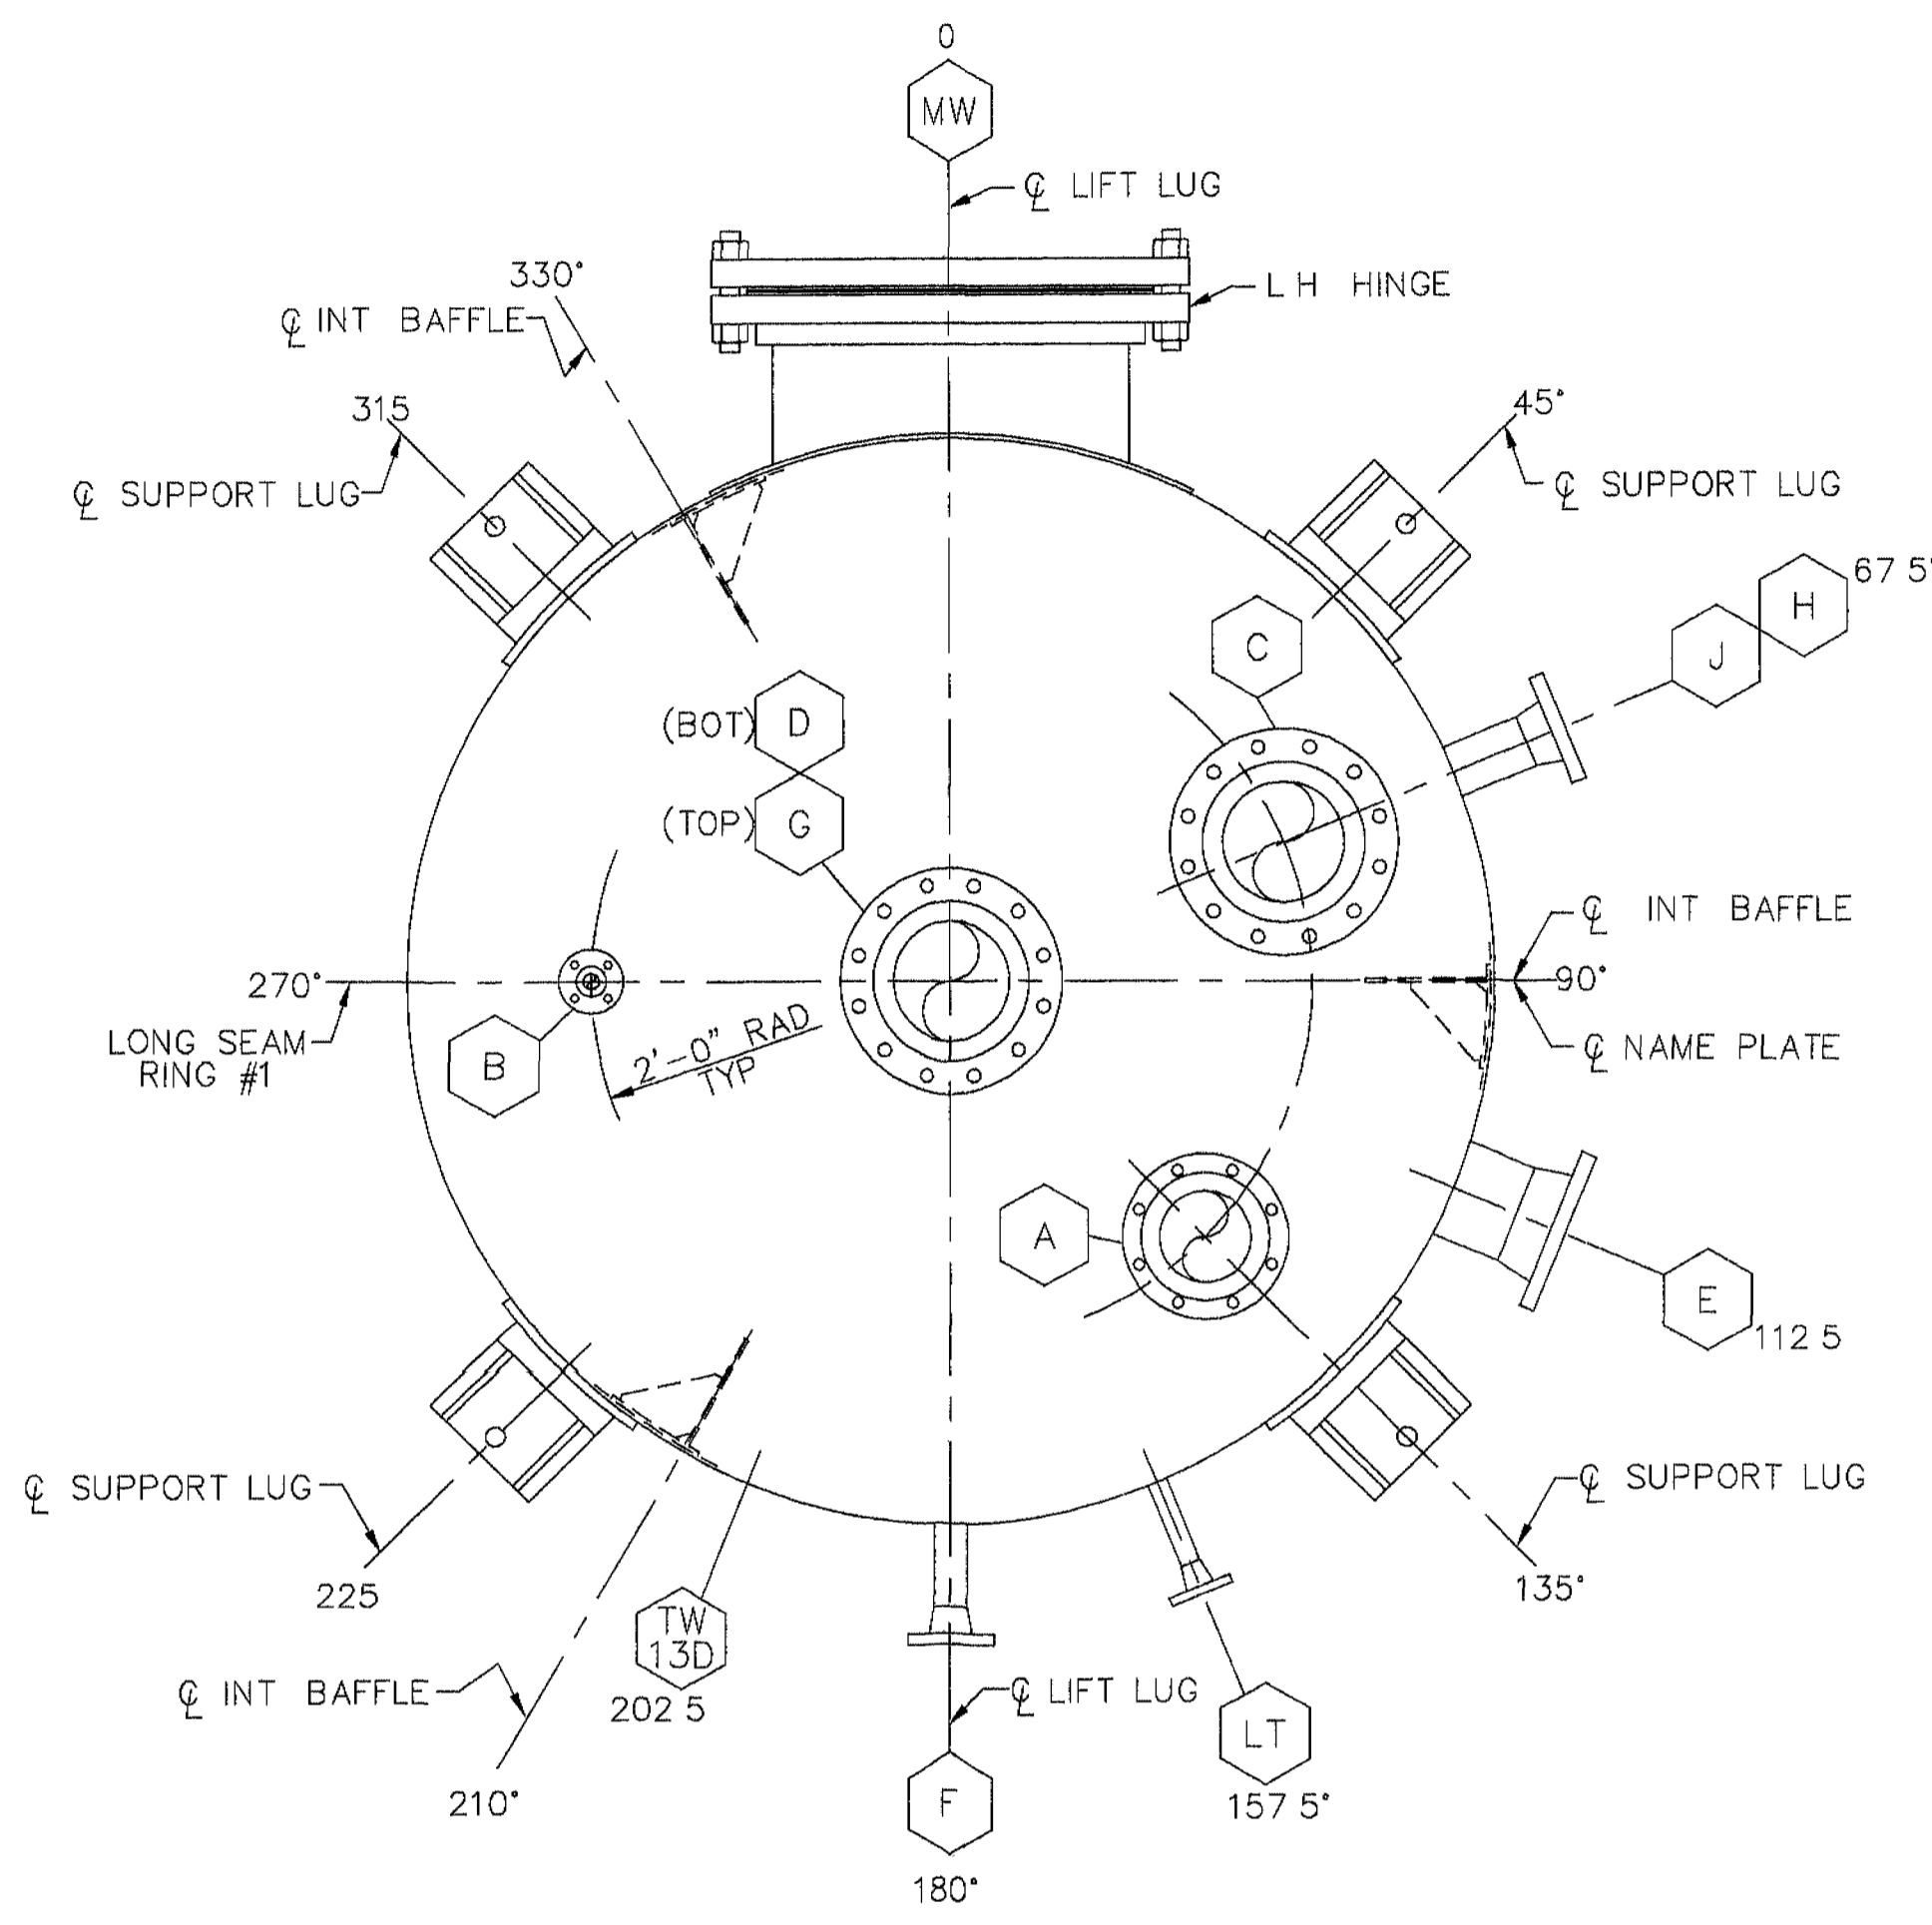 0
MW
℄ LIFT LUG
330°
L H HINGE
℄ INT BAFFLE
315
45°
℄ SUPPORT LUG
℄ SUPPORT LUG
67 5°
H
J
C
(BOT) D
(TOP) G
℄ INT BAFFLE
270°
90°
LONG SEAM
RING #1
2'-0" RAD
TYP
℄ NAME PLATE
B
A
E
112 5
℄ SUPPORT LUG
℄ SUPPORT LUG
225
135°
TW
13D
202 5
℄ INT BAFFLE
℄ LIFT LUG
LT
210°
F
157 5°
180°